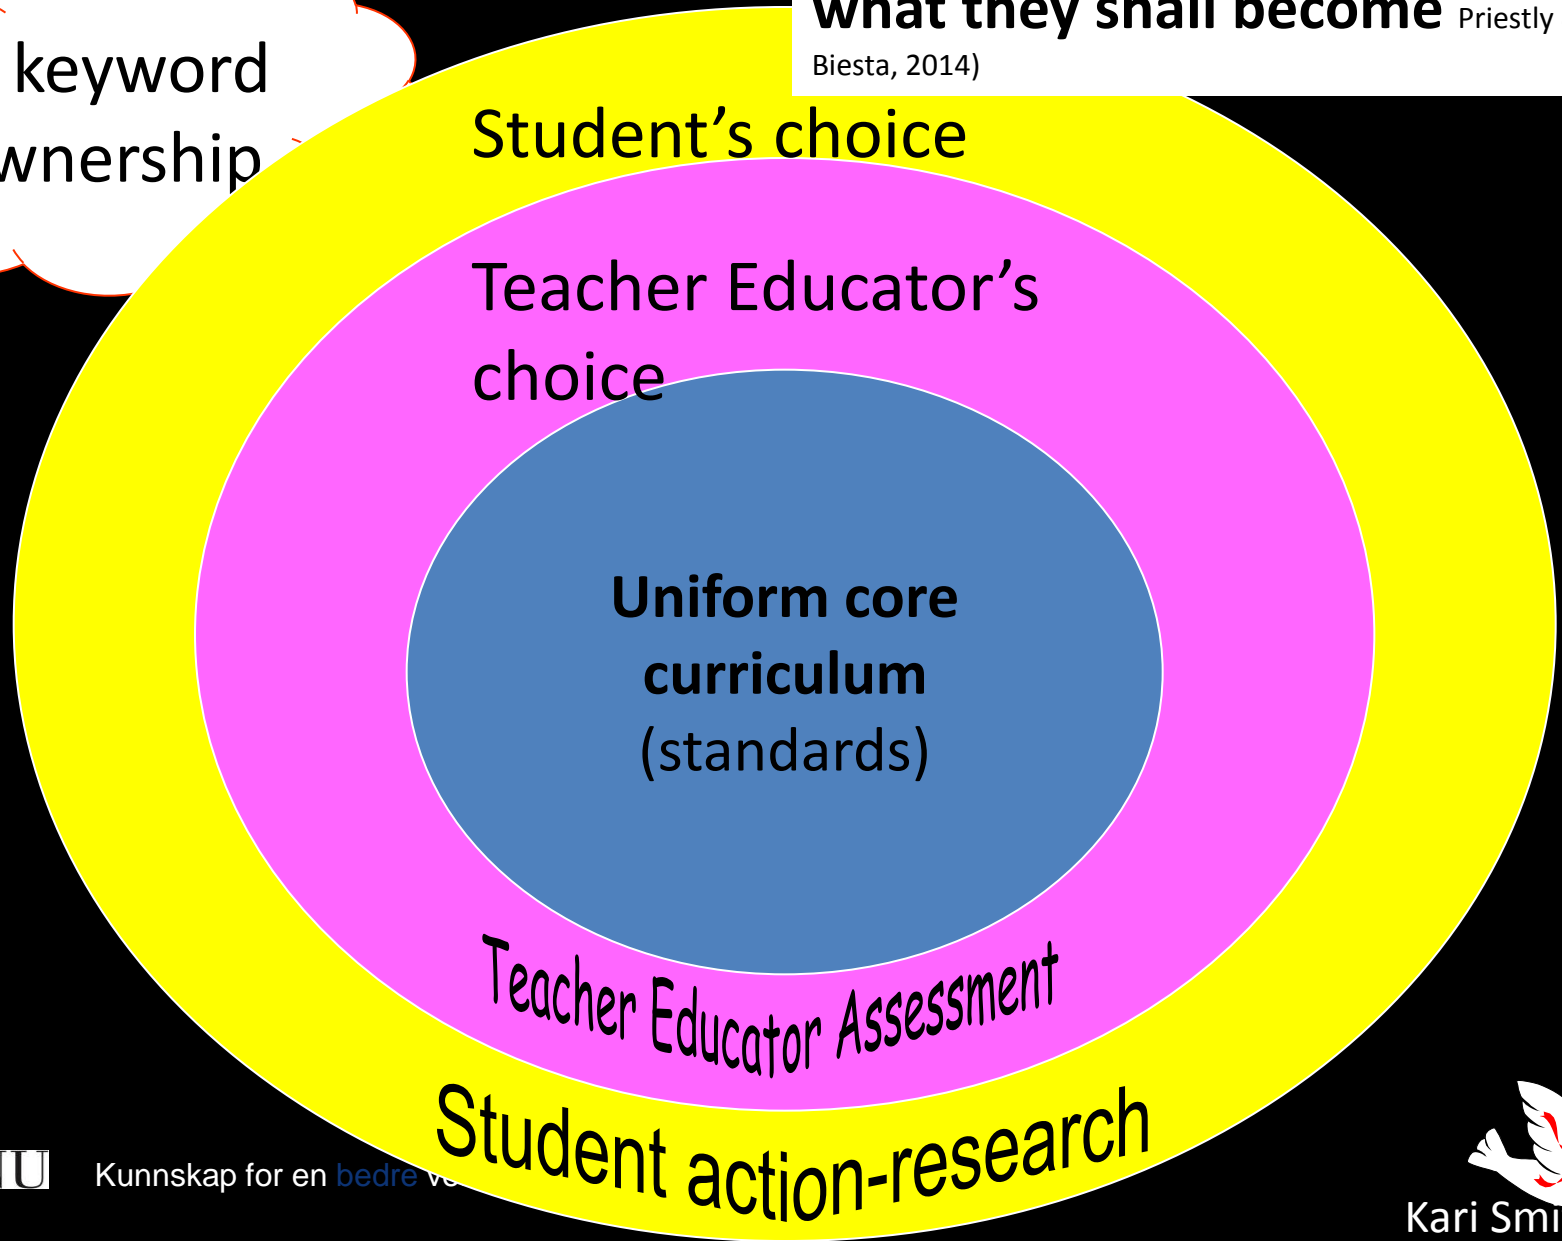 what they shall become Priestly
Biesta, 2014)
keyword
wnership
Student’s choice
Teacher Educator’s
choice
Uniform core
curriculum
(standards)
Teacher Educator Assessment
Student action-research
U Kunnskap for en bedre
Kari Smi